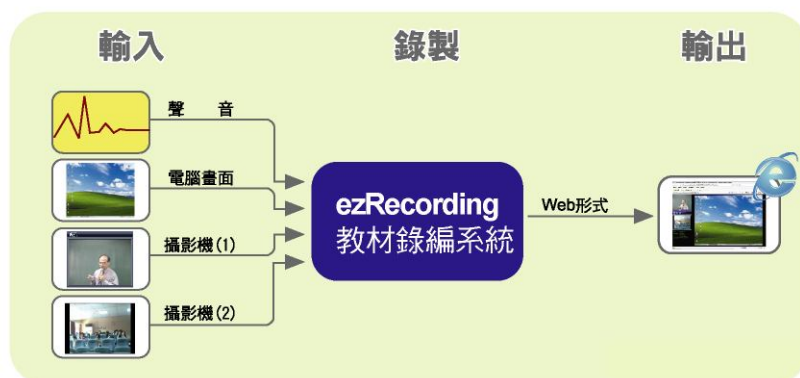 輸入
錄製
輸出
聲 音
電腦畫面
攝影機(1)
攝影機(2)
ezRecording
教材錄編系統
Web形式